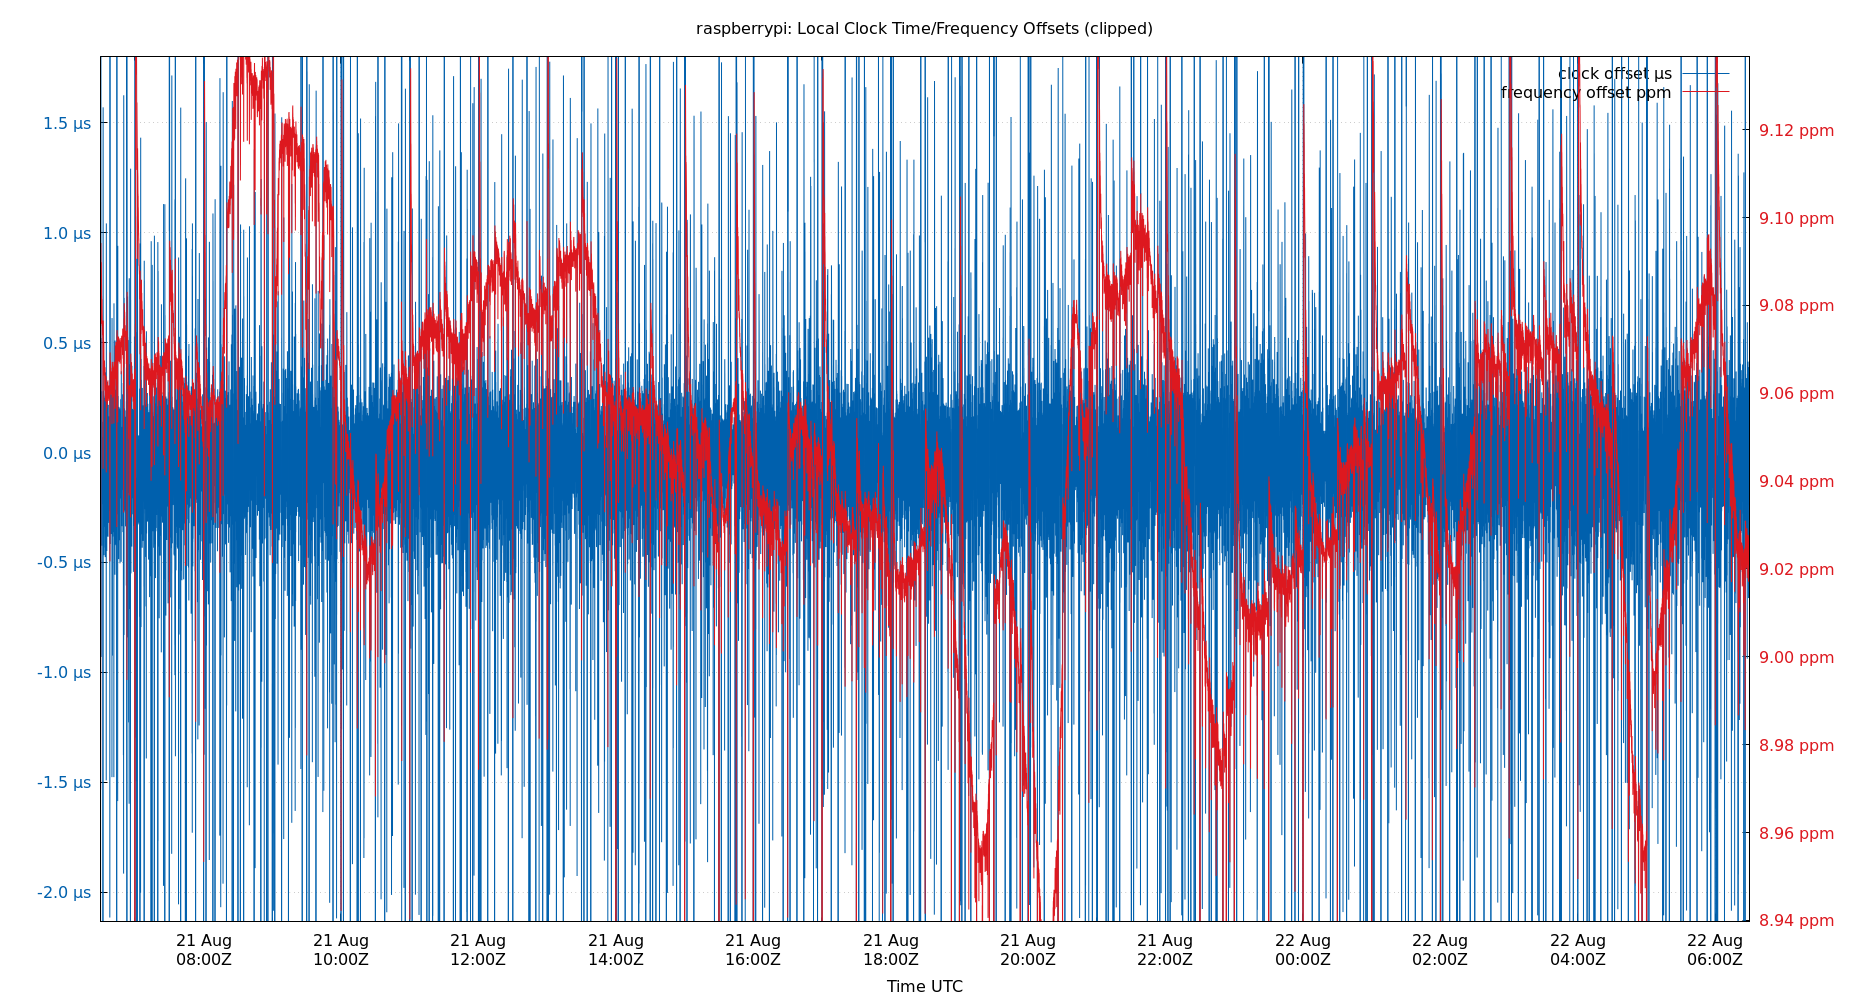 raspberrypi: Local Clock Time/Frequency Offsets (clipped)
clock offset µs
frequency offset ppm
1.5 µs
1.0 µs
0.5 µs
0.0 µs
-0.5 µs
-1.0 µs
-1.5 µs
-2.0 µs
9.12 ppm
9.10 ppm
9.08 ppm
9.06 ppm
9.04 ppm
9.02 ppm
9.00 ppm
8.98 ppm
8.96 ppm
8.94 ppm
21 Aug 21 Aug 21 Aug 21 Aug 21 Aug 21 Aug 21 Aug 21 Aug 22 Aug 22 Aug 22 Aug 22 Aug
08:00Z 10:00Z 12:00Z 14:00Z 16:00Z 18:00Z 20:00Z 22:00Z 00:00Z 02:00Z 04:00Z 06:00Z
Time UTC